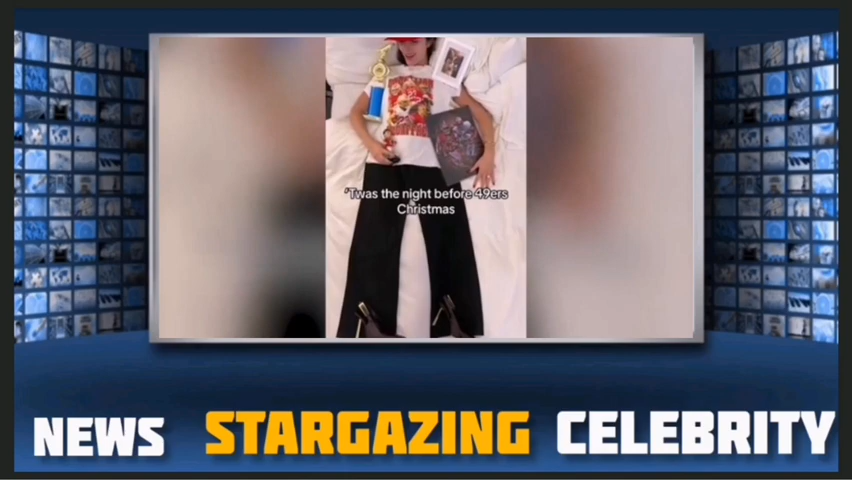 'Twas the night before 49ers
Christmas
NEWS STARGAZING CELEBRITY